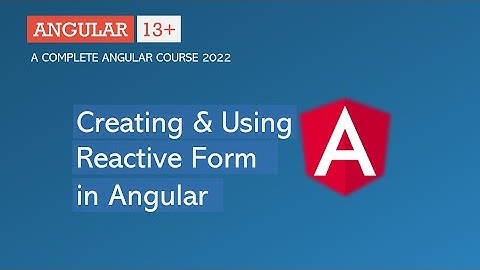 ANGULAR 13+
A COMPLETE ANGULAR COURSE 2022
Creating & Using
Reactive Form
in Angular
A